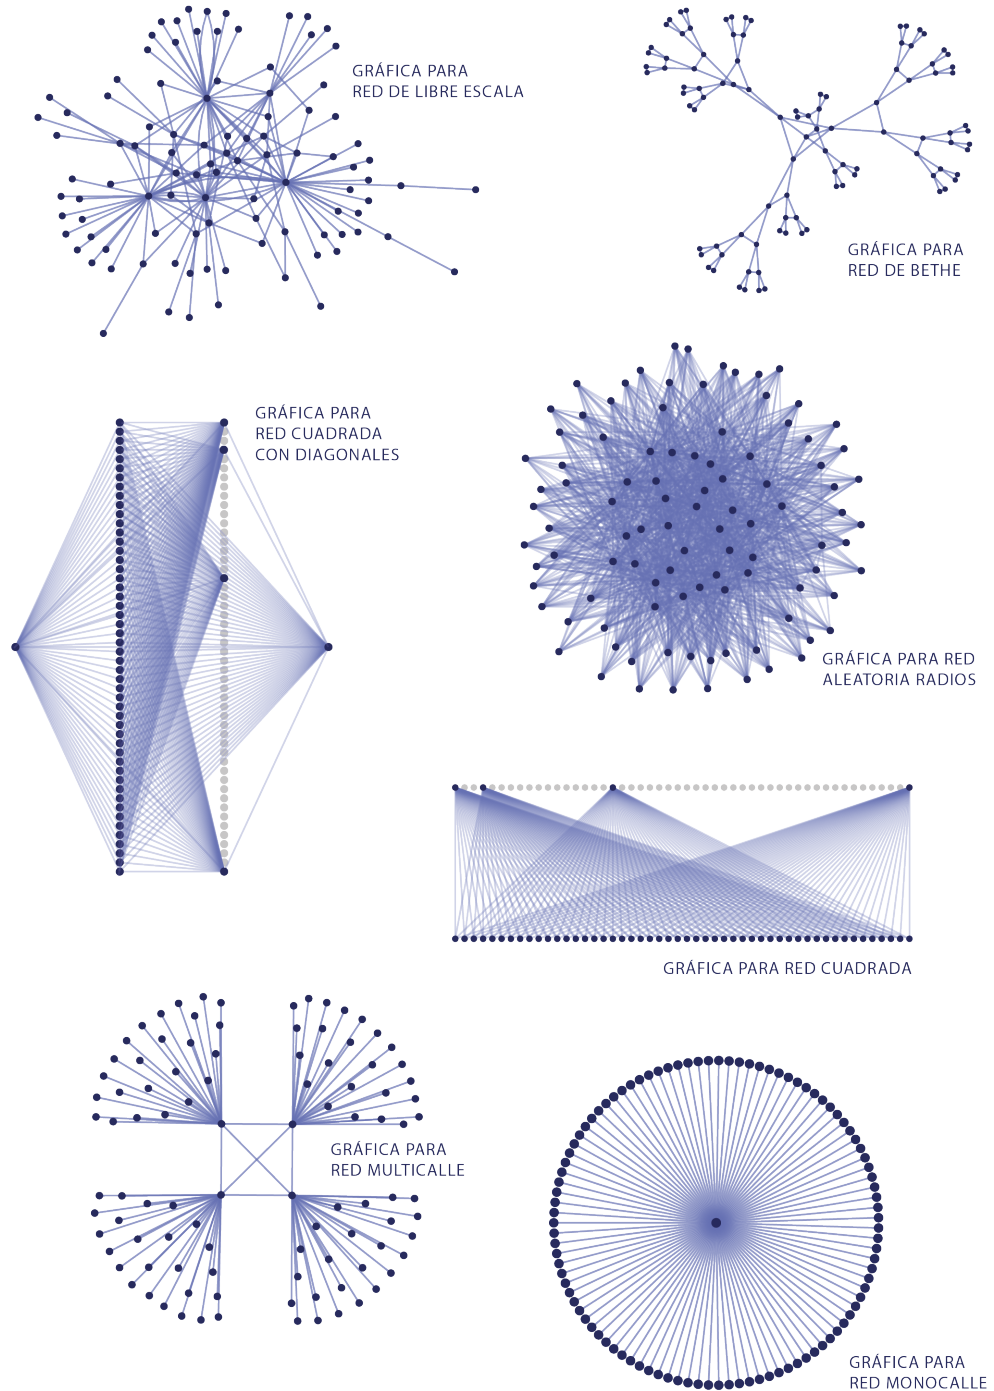 GRÁFICA PARA
RED DE LIBRE ESCALA
GRÁFICA PARA
RED DE BETHE
GRÁFICA PARA
RED CUADRADA
CON DIAGONALES
GRÁFICA PARA RED
ALEATORIA RADIOS
GRÁFICA PARA RED CUADRADA
GRÁFICA PARA
RED MULTICALLE
GRÁFICA PARA
RED MONOCALLE